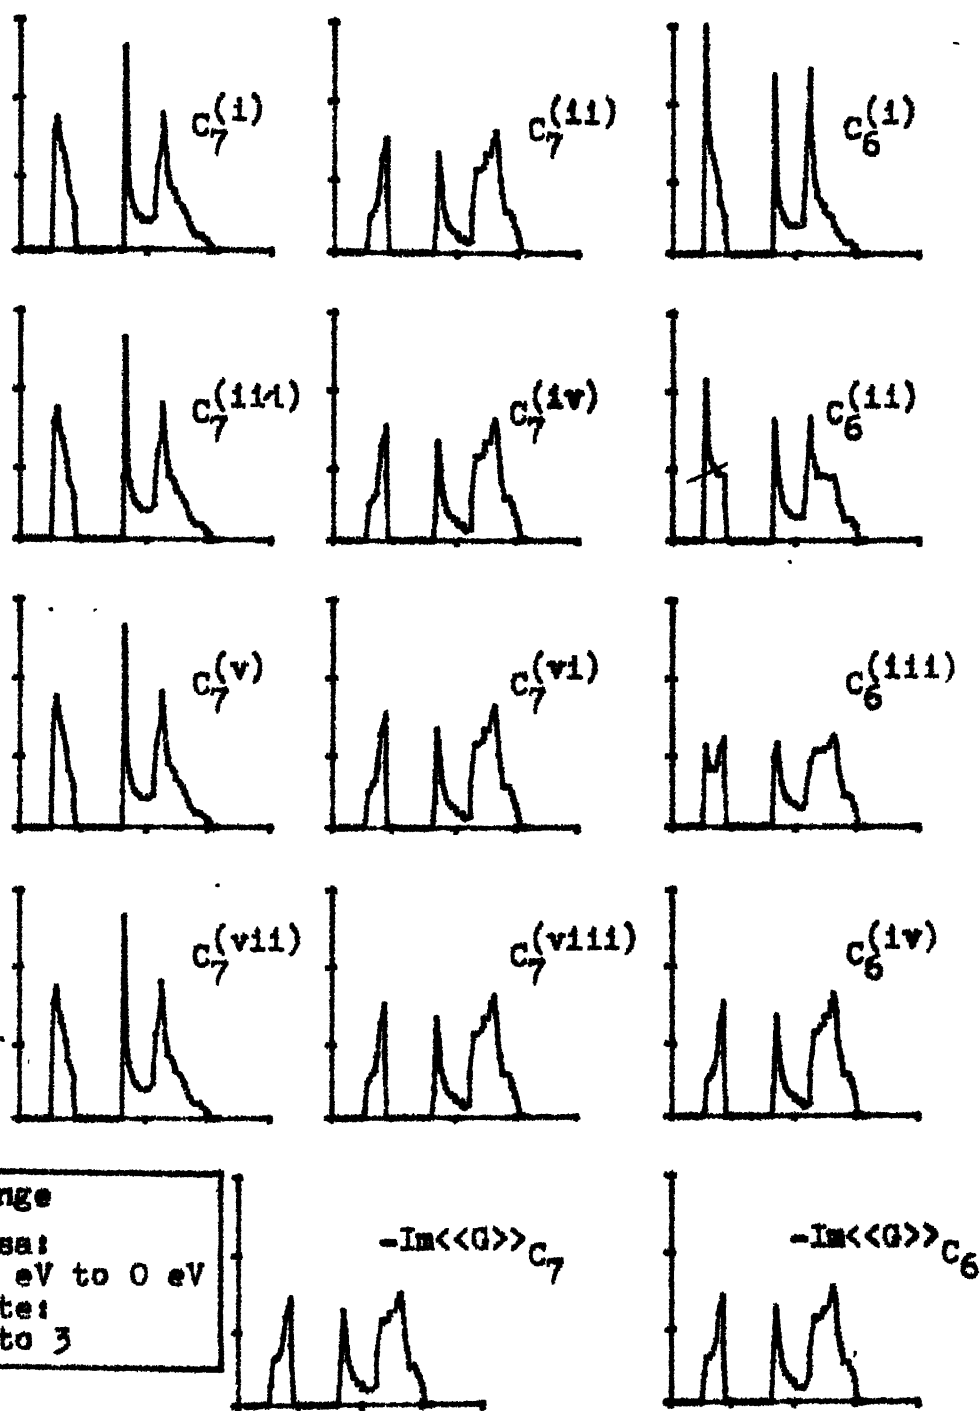 C7(i)
C7(ii)
C6(i)
C7(iii)
C7(iv)
C6(ii)
C7(v)
C7(vi)
C6(iii)
C7(vii)
C7(viii)
C6(iv)
nge
sa:
eV to 0 eV
te:
to 3
-Im<<G>>C7
-Im<<G>>C6